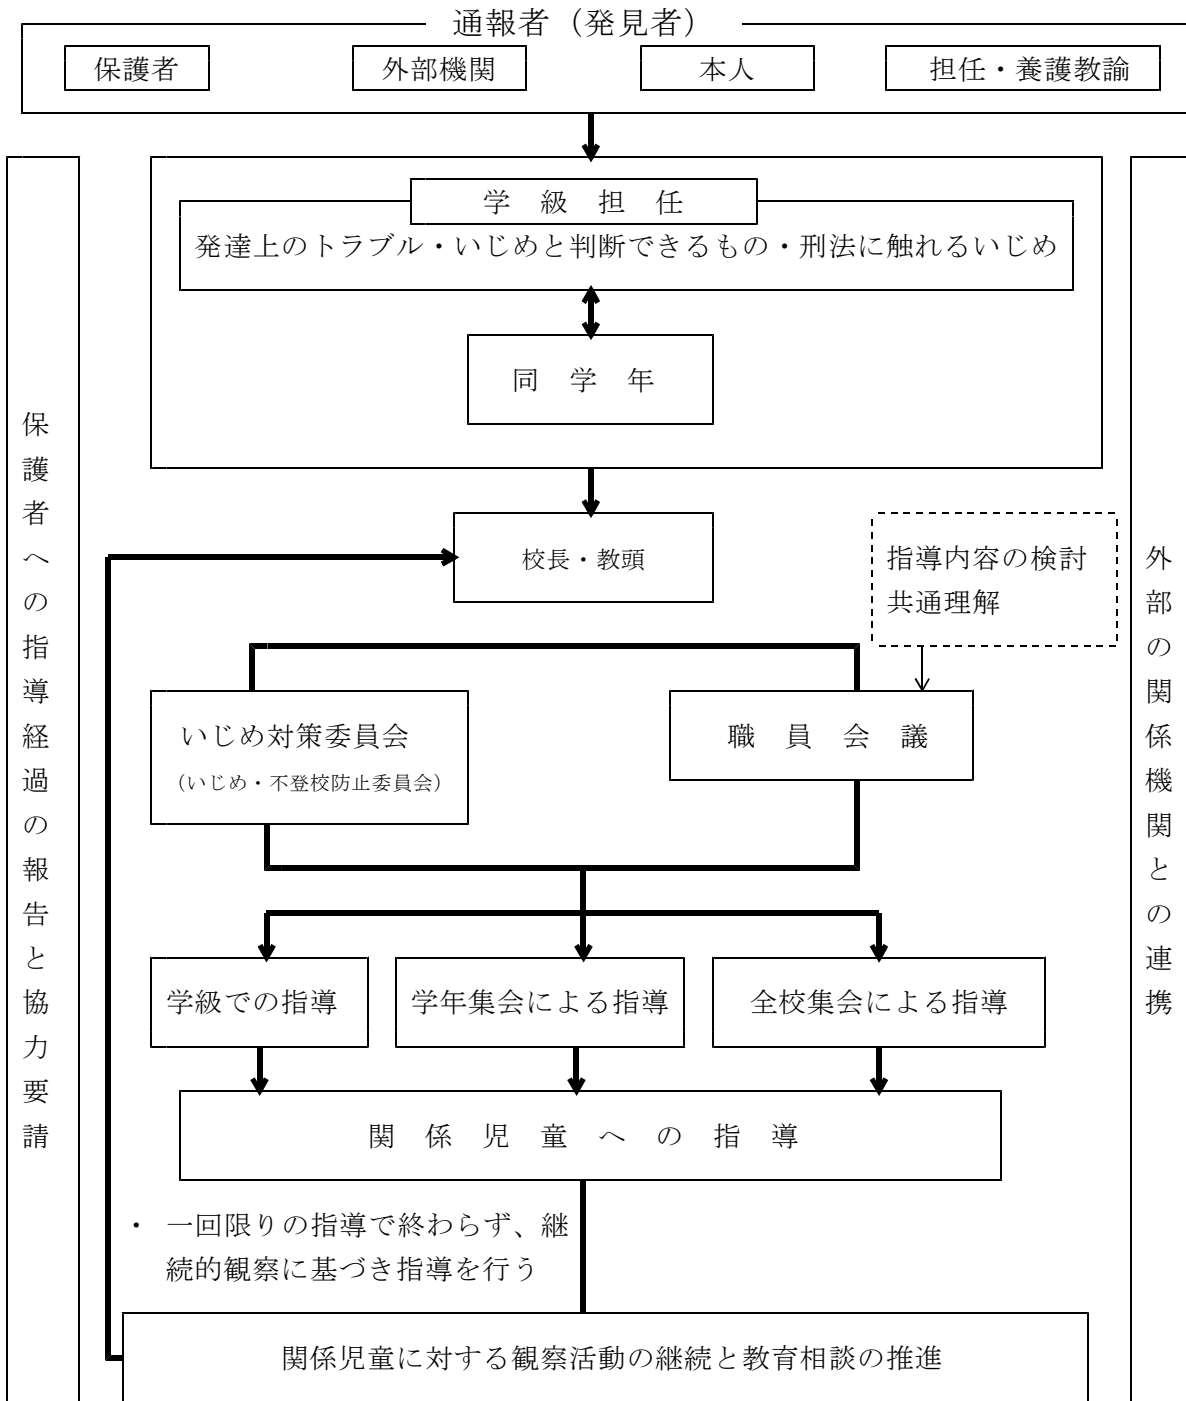 通報者（発見者）
保護者
外部機関
本人
担任・養護教諭
学　級　担　任
発達上のトラブル・いじめと判断できるもの・刑法に触れるいじめ
同　学　年
校長・教頭
指導内容の検討
共通理解
いじめ対策委員会
（いじめ・不登校防止委員会）
職　員　会　議
学級での指導
学年集会による指導
全校集会による指導
関　係　児　童　へ　の　指　導
・　一回限りの指導で終わらず、継
続的観察に基づき指導を行う
関係児童に対する観察活動の継続と教育相談の推進
保護者への指導経過の報告と協力要請
外部の関係機関との連携